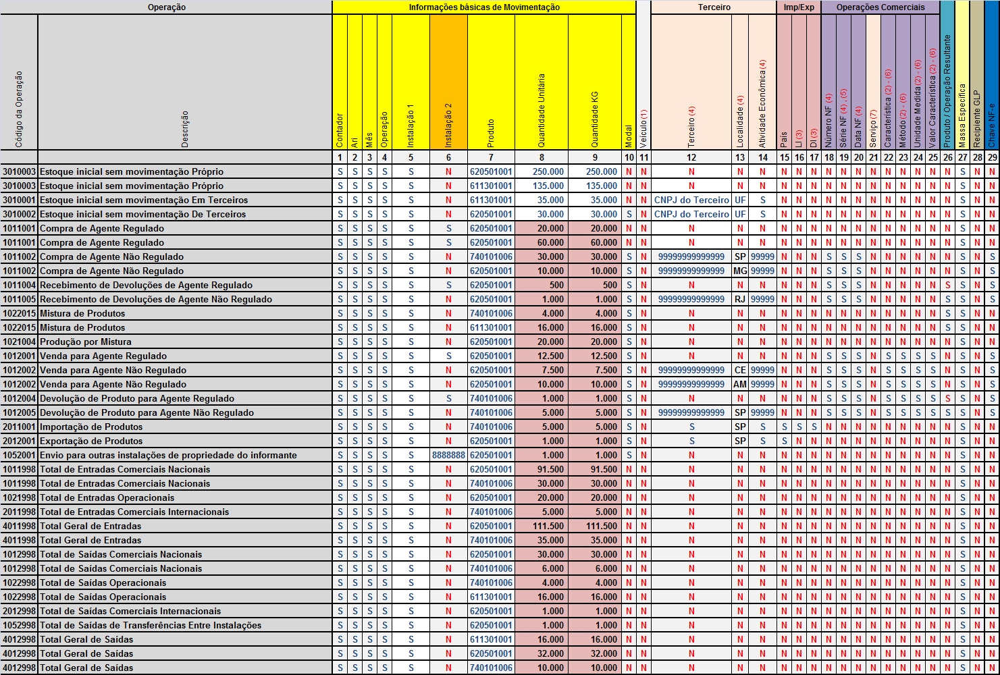 Operação Informações básicas de Movimentação Terceiro Imp/Exp Operações Comerciais
Código da Operação Descrição Contador Ari Mês Operação Instalação 1 Instalação 2 Produto Quantidade Unitária Quantidade KG Modal Veículo (1) Terceiro (4) Localidade (4) Atividade Econômica (4) País LI (3) DI (3) Número NF (4) Série NF (4) , (5) Data NF (4) Serviço (7) Característica (2) - (6) Método (2) - (6) Unidade Medida (2) - (6) Valor Característica (2) - (6) Produto / Operação Resultante Massa Específica Recipiente GLP Chave NF-e
1 2 3 4 5 6 7 8 9 10 11 12 13 14 15 16 17 18 19 20 21 22 23 24 25 26 27 28 29
3010003 Estoque inicial sem movimentação Próprio S S S S S N 620501001 250.000 250.000 N N N N N N N N N N N N N N N N N S N N
3010003 Estoque inicial sem movimentação Próprio S S S S S N 611301001 135.000 135.000 N N N N N N N N N N N N N N N N N S N N
3010001 Estoque inicial sem movimentação Em Terceiros S S S S S N 611301001 35.000 35.000 N N CNPJ do Terceiro UF S N N N N N N N N N N N N S N N
3010002 Estoque inicial sem movimentação De Terceiros S S S S S N 620501001 30.000 30.000 S N CNPJ do Terceiro UF S N N N N N N N N N N N N S N N
1011001 Compra de Agente Regulado S S S S S S 620501001 20.000 20.000 S N N N N N N N N N N N N N N N N S N N
1011001 Compra de Agente Regulado S S S S S S 620501001 60.000 60.000 S N N N N N N N N N N N N N N N N S N N
1011002 Compra de Agente Não Regulado S S S S S N 740101006 30.000 30.000 S N 99999999999999 SP 99999 N N N S S S N N N N N N S N S
1011002 Compra de Agente Não Regulado S S S S S N 620501001 10.000 10.000 S N 99999999999999 MG 99999 N N N S S S N N N N N N S N S
1011004 Recebimento de Devoluções de Agente Regulado S S S S S S 620501001 500 500 S N N N N N N N S S S N N N N N S S N S
1011005 Recebimento de Devoluções de Agente Não Regulado S S S S S N 620501001 1.000 1.000 S N 99999999999999 RJ 99999 N N N S S S N N N N N S S N S
1022015 Mistura de Produtos S S S S S N 740101006 4.000 4.000 S N N N N N N N N N N N N N N N S S N N
1022015 Mistura de Produtos S S S S S N 611301001 16.000 16.000 S N N N N N N N N N N N N N N N S S N N
1021004 Produção por Mistura S S S S S N 620501001 20.000 20.000 S N N N N N N N N N N N N N N N N S N N
1012001 Venda para Agente Regulado S S S S S S 620501001 12.500 12.500 S N N N N N N N S S S N S S S S N S N S
1012002 Venda para Agente Não Regulado S S S S S N 620501001 7.500 7.500 S N 99999999999999 CE 99999 N N N S S S N S S S S N S N S
1012002 Venda para Agente Não Regulado S S S S S N 620501001 10.000 10.000 S N 99999999999999 AM 99999 N N N S S S N S S S S N S N S
1012004 Devolução de Produto para Agente Regulado S S S S S S 740101006 1.000 1.000 S N N N N N N N S S S N S S S S S S N S
1012005 Devolução de Produto para Agente Não Regulado S S S S S N 740101006 5.000 5.000 S N 99999999999999 SP 99999 N N N S S S N S S S S S S N S
2011001 Importação de Produtos S S S S S N 740101006 5.000 5.000 S N S SP S S S S N N N N N N N N N S N N
2012001 Exportação de Produtos S S S S S N 620501001 1.000 1.000 S N S SP S S N N N N N N N N N N N S N N
1052001 Envio para outras instalações de propriedade do informante S S S S S 8888888 620501001 1.000 1.000 S N N N N N N N N N N N N N N N N S N N
1011998 Total de Entradas Comerciais Nacionais S S S S S N 620501001 91.500 91.500 N N N N N N N N N N N N N N N N N S N N
1011998 Total de Entradas Comerciais Nacionais S S S S S N 740101006 30.000 30.000 N N N N N N N N N N N N N N N N N S N N
1021998 Total de Entradas Operacionais S S S S S N 620501001 20.000 20.000 N N N N N N N N N N N N N N N N N S N N
2011998 Total de Entradas Comerciais Internacionais S S S S S N 740101006 5.000 5.000 N N N N N N N N N N N N N N N N N S N N
4011998 Total Geral de Entradas S S S S S N 620501001 111.500 111.500 N N N N N N N N N N N N N N N N N S N N
4011998 Total Geral de Entradas S S S S S N 740101006 35.000 35.000 N N N N N N N N N N N N N N N N N S N N
1012998 Total de Saídas Comerciais Nacionais S S S S S N 620501001 30.000 30.000 N N N N N N N N N N N N N N N N N S N N
1012998 Total de Saídas Comerciais Nacionais S S S S S N 740101006 6.000 6.000 N N N N N N N N N N N N N N N N N S N N
1022998 Total de Saídas Operacionais S S S S S N 740101006 4.000 4.000 N N N N N N N N N N N N N N N N N S N N
1022998 Total de Saídas Operacionais S S S S S N 611301001 16.000 16.000 N N N N N N N N N N N N N N N N N S N N
2012998 Total de Saídas Comerciais Internacionais S S S S S N 620501001 1.000 1.000 N N N N N N N N N N N N N N N N N S N N
1052998 Total de Saídas de Transferências Entre Instalações S S S S S N 620501001 1.000 1.000 N N N N N N N N N N N N N N N N N S N N
4012998 Total Geral de Saídas S S S S S N 611301001 16.000 16.000 N N N N N N N N N N N N N N N N N S N N
4012998 Total Geral de Saídas S S S S S N 620501001 32.000 32.000 N N N N N N N N N N N N N N N N N S N N
4012998 Total Geral de Saídas S S S S S N 740101006 10.000 10.000 N N N N N N N N N N N N N N N N N S N N